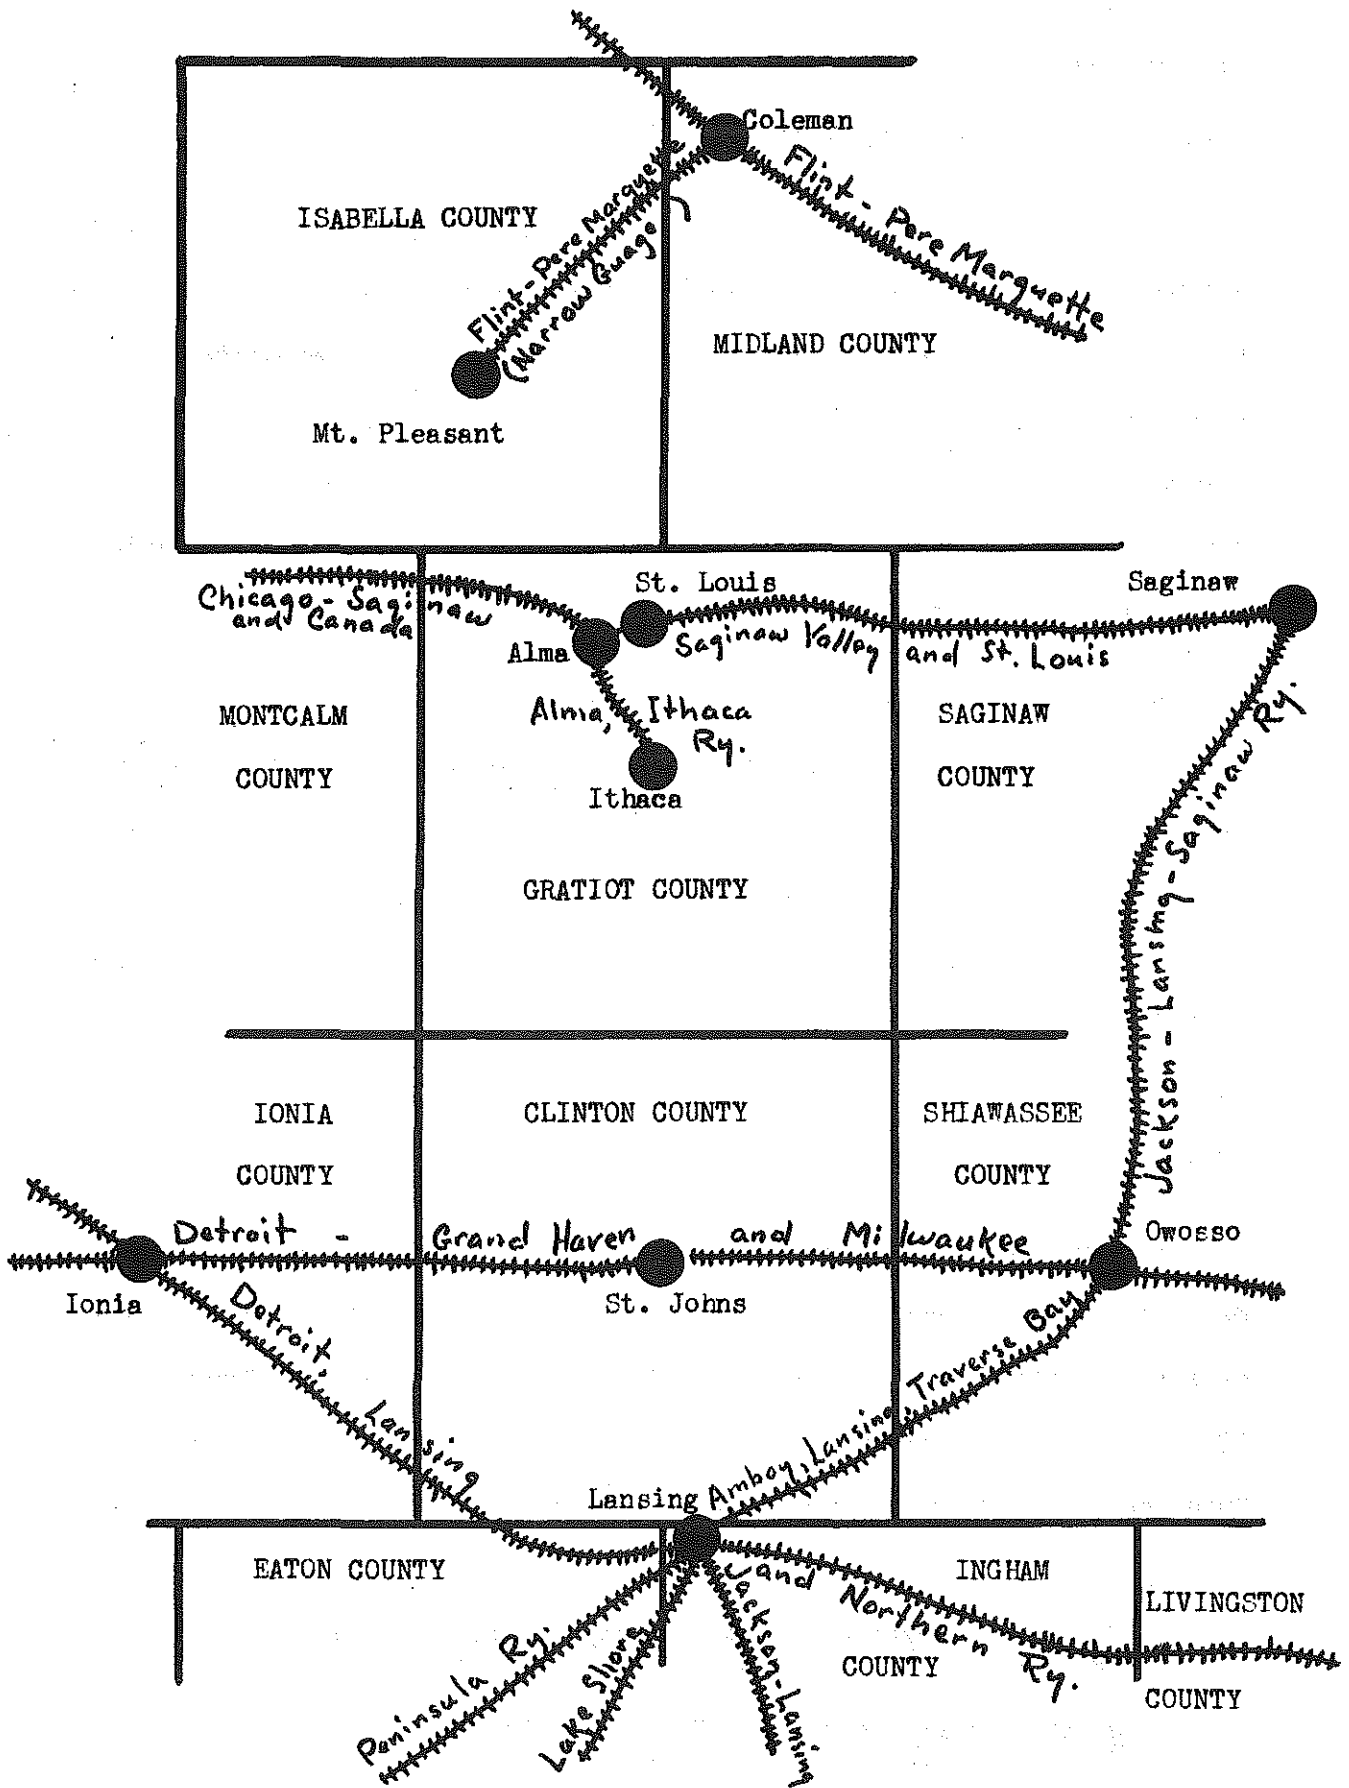 Coleman
Flint - Pere Marquette
ISABELLA COUNTY
Flint - Pere Marquette
(Narrow Guage)
MIDLAND COUNTY
Mt. Pleasant
St. Louis
Saginaw
Chicago - Saginaw
and Canada
Saginaw Valley and St. Louis
Alma
Alma, Ithaca
Ry.
MONTCALM
COUNTY
SAGINAW
COUNTY
Ithaca
GRATIOT COUNTY
Jackson - Lansing - Saginaw Ry.
IONIA
COUNTY
CLINTON COUNTY
SHIAWASSEE
COUNTY
Owosso
Detroit - Grand Haven and Milwaukee
Ionia
St. Johns
Detroit, Lansing
Amboy, Lansing, Traverse Bay
Lansing
EATON COUNTY
INGHAM
COUNTY
and Northern Ry.
LIVINGSTON
COUNTY
Peninsula Ry.
Lake Shore
Jackson-Lansing